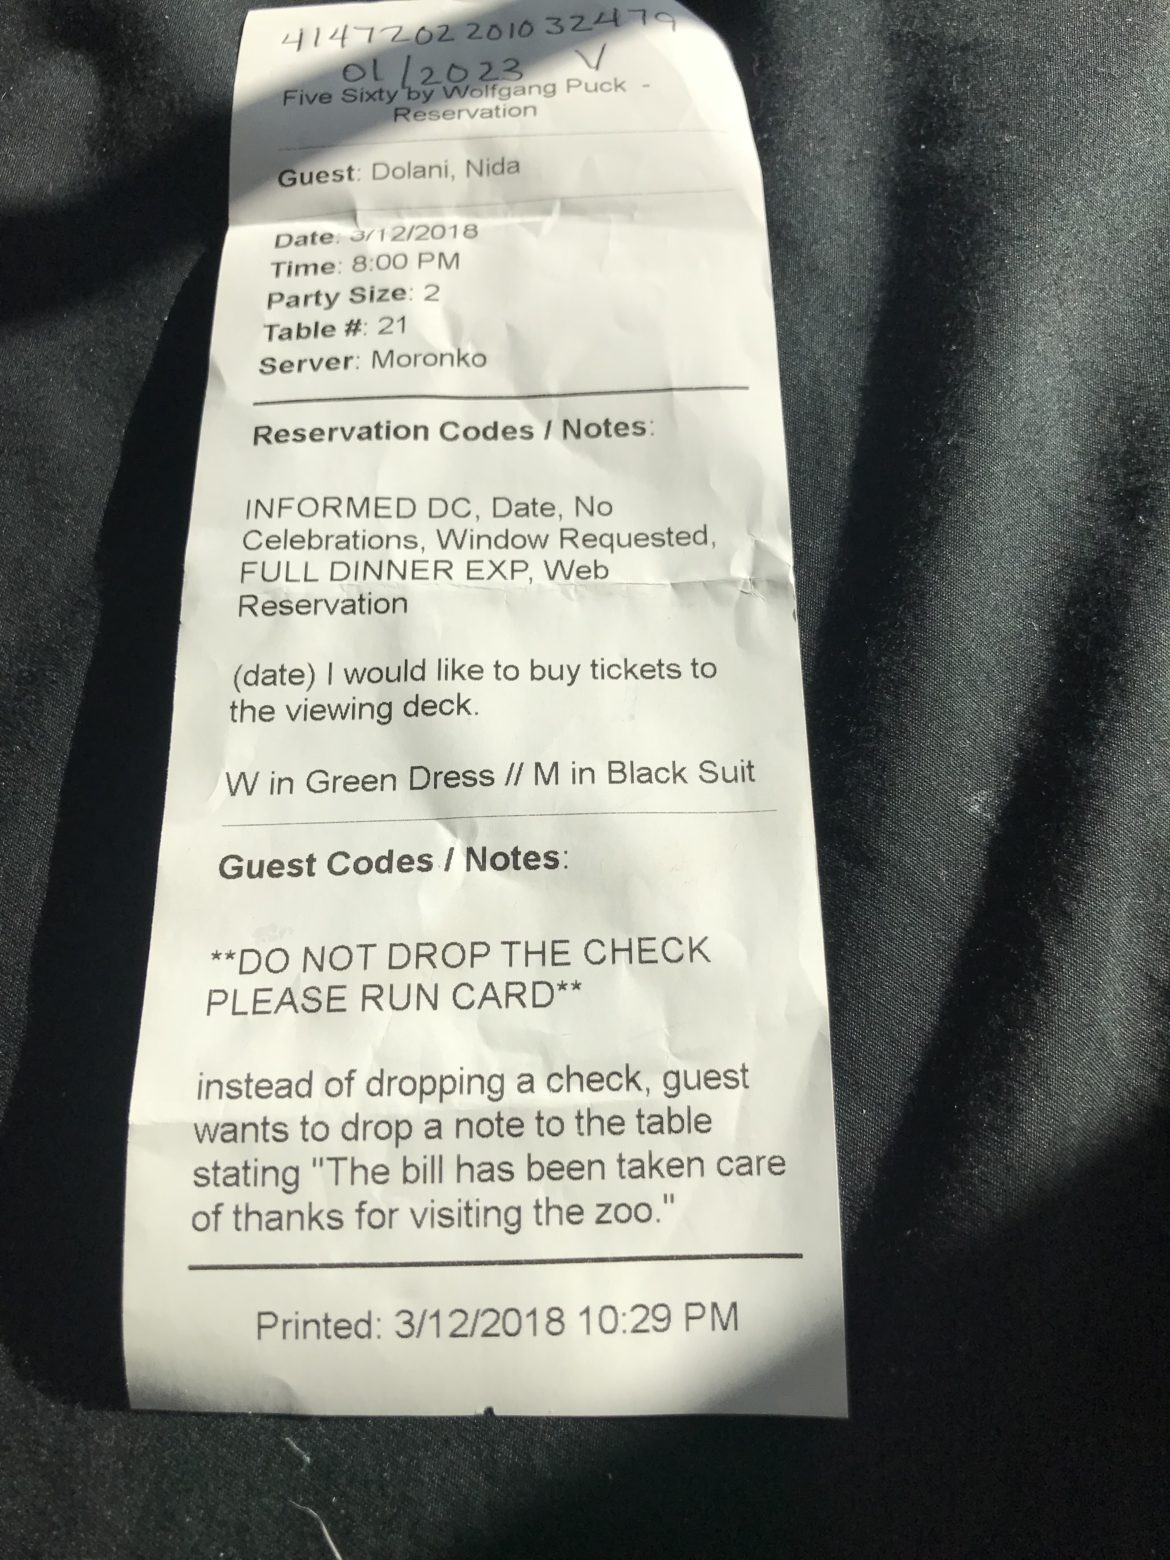 4147202201032479
01/2023 V
Five Sixty by Wolfgang Puck -
Reservation
Guest: Dolani, Nida
Date: 3/12/2018
Time: 8:00 PM
Party Size: 2
Table #: 21
Server: Moronko
Reservation Codes / Notes:
INFORMED DC, Date, No
Celebrations, Window Requested,
FULL DINNER EXP, Web
Reservation
(date) I would like to buy tickets to
the viewing deck.
W in Green Dress // M in Black Suit
Guest Codes / Notes:
**DO NOT DROP THE CHECK
PLEASE RUN CARD**
instead of dropping a check, guest
wants to drop a note to the table
stating "The bill has been taken care
of thanks for visiting the zoo."
Printed: 3/12/2018 10:29 PM